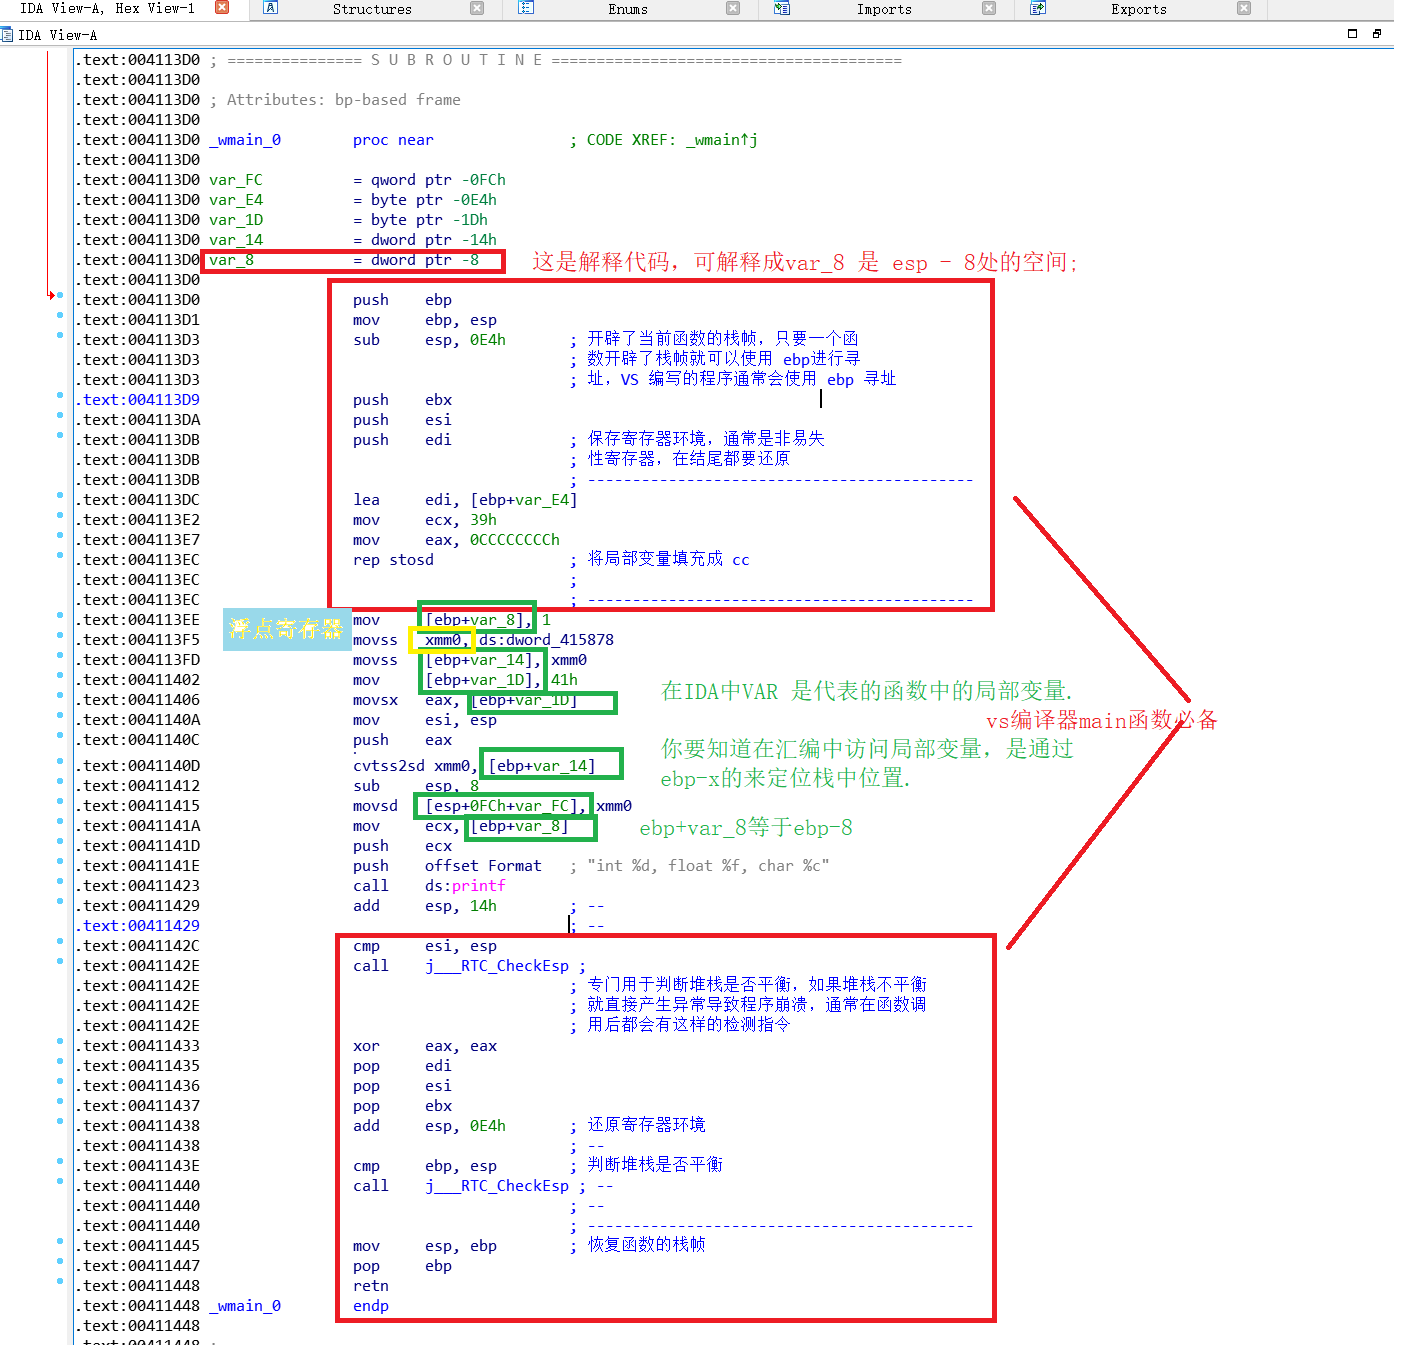 IDA View-A, Hex View-1 Structures Enums Imports Exports
IDA View-A
.text:004113D0 ; =============== S U B R O U T I N E =======================================
.text:004113D0
.text:004113D0 ; Attributes: bp-based frame
.text:004113D0
.text:004113D0 _wmain_0 proc near ; CODE XREF: _wmain↑j
.text:004113D0
.text:004113D0 var_FC = qword ptr -0FCh
.text:004113D0 var_E4 = byte ptr -0E4h
.text:004113D0 var_1D = byte ptr -1Dh
.text:004113D0 var_14 = dword ptr -14h
.text:004113D0 var_8 = dword ptr -8 这是解释代码，可解释成var_8 是 esp - 8处的空间;
.text:004113D0
.text:004113D0 push ebp
.text:004113D1 mov ebp, esp
.text:004113D3 sub esp, 0E4h ; 开辟了当前函数的栈帧，只要一个函
.text:004113D3 ; 数开辟了栈帧就可以使用 ebp进行寻
.text:004113D3 ; 址，VS 编写的程序通常会使用 ebp 寻址
.text:004113D9 push ebx
.text:004113DA push esi
.text:004113DB push edi ; 保存寄存器环境，通常是非易失
.text:004113DB ; 性寄存器，在结尾都要还原
.text:004113DB ; -------------------------------------------
.text:004113DC lea edi, [ebp+var_E4]
.text:004113E2 mov ecx, 39h
.text:004113E7 mov eax, 0CCCCCCCCh
.text:004113EC rep stosd ; 将局部变量填充成 cc
.text:004113EC ;
.text:004113EC ; -------------------------------------------
.text:004113EE mov [ebp+var_8], 1
浮点寄存器
.text:004113F5 movss xmm0, ds:dword_415878
.text:004113FD movss [ebp+var_14], xmm0
.text:00411402 mov [ebp+var_1D], 41h
.text:00411406 movsx eax, [ebp+var_1D] 在IDA中VAR 是代表的函数中的局部变量.
.text:0041140A mov esi, esp vs编译器main函数必备
.text:0041140C push eax 你要知道在汇编中访问局部变量，是通过
.text:0041140D cvtss2sd xmm0, [ebp+var_14] ebp-x的来定位栈中位置.
.text:00411412 sub esp, 8
.text:00411415 movsd [esp+0FCh+var_FC], xmm0
.text:0041141A mov ecx, [ebp+var_8] ebp+var_8等于ebp-8
.text:0041141D push ecx
.text:0041141E push offset Format ; "int %d, float %f, char %c"
.text:00411423 call ds:printf
.text:00411429 add esp, 14h ; --
.text:00411429 ; --
.text:0041142C cmp esi, esp
.text:0041142E call j___RTC_CheckEsp ;
.text:0041142E ; 专门用于判断堆栈是否平衡，如果堆栈不平衡
.text:0041142E ; 就直接产生异常导致程序崩溃，通常在函数调
.text:0041142E ; 用后都会有这样的检测指令
.text:00411433 xor eax, eax
.text:00411435 pop edi
.text:00411436 pop esi
.text:00411437 pop ebx
.text:00411438 add esp, 0E4h ; 还原寄存器环境
.text:00411438 ; --
.text:0041143E cmp ebp, esp ; 判断堆栈是否平衡
.text:00411440 call j___RTC_CheckEsp ; --
.text:00411440 ; --
.text:00411440 ; -------------------------------------------
.text:00411445 mov esp, ebp ; 恢复函数的栈帧
.text:00411447 pop ebp
.text:00411448 retn
.text:00411448 _wmain_0 endp
.text:00411448
.text:00411448 ;